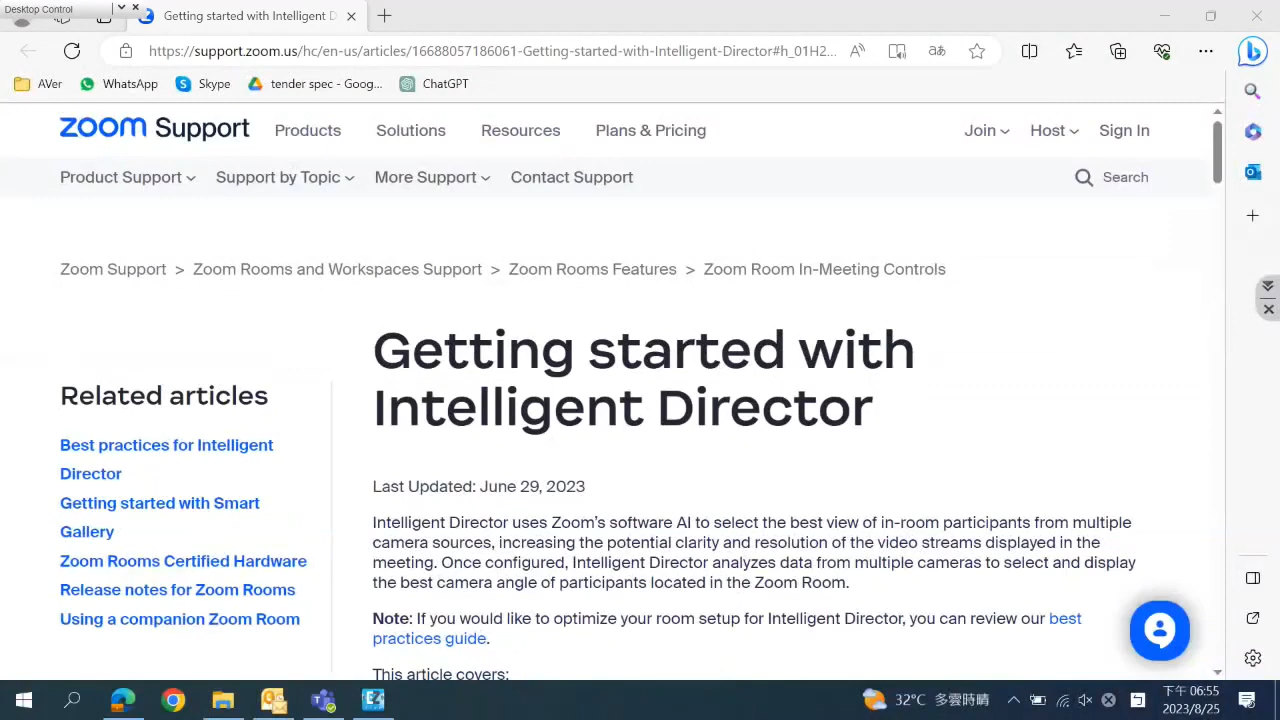 Desktop Control
Getting started with Intelligent D
https://support.zoom.us/hc/en-us/articles/16688057186061-Getting-started-with-Intelligent-Director#h_01H2...
AVer
WhatsApp
Skype
tender spec - Goog...
ChatGPT
zoom Support
Products
Solutions
Resources
Plans & Pricing
Join
Host
Sign In
Product Support
Support by Topic
More Support
Contact Support
Search
Zoom Support > Zoom Rooms and Workspaces Support > Zoom Rooms Features > Zoom Room In-Meeting Controls
Getting started with
Intelligent Director
Related articles
Best practices for Intelligent
Director
Getting started with Smart
Gallery
Zoom Rooms Certified Hardware
Release notes for Zoom Rooms
Using a companion Zoom Room
Last Updated: June 29, 2023
Intelligent Director uses Zoom's software AI to select the best view of in-room participants from multiple
camera sources, increasing the potential clarity and resolution of the video streams displayed in the
meeting. Once configured, Intelligent Director analyzes data from multiple cameras to select and display
the best camera angle of participants located in the Zoom Room.
Note: If you would like to optimize your room setup for Intelligent Director, you can review our best
practices guide.
This article covers:
32°C 多雲時晴
下午 06:55
2023/8/25